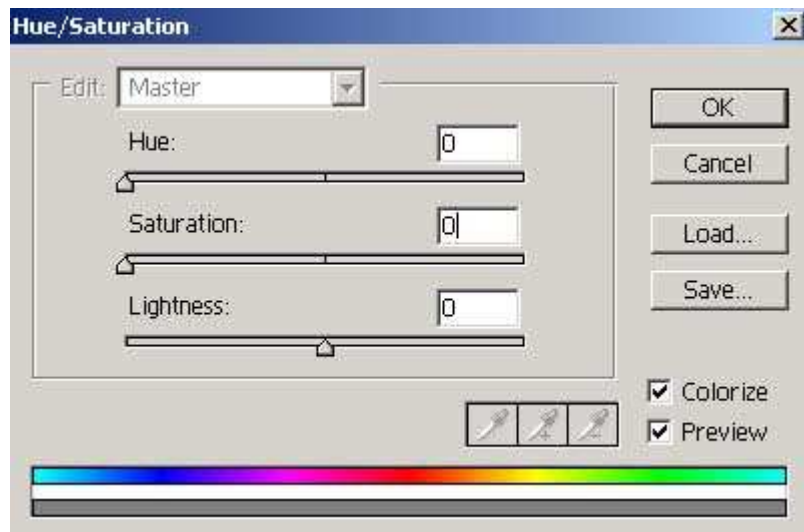 Hue/Saturation
Edit: Master
OK
Hue: 0
Cancel
Saturation: 0
Load...
Save...
Lightness: 0
Colorize
Preview